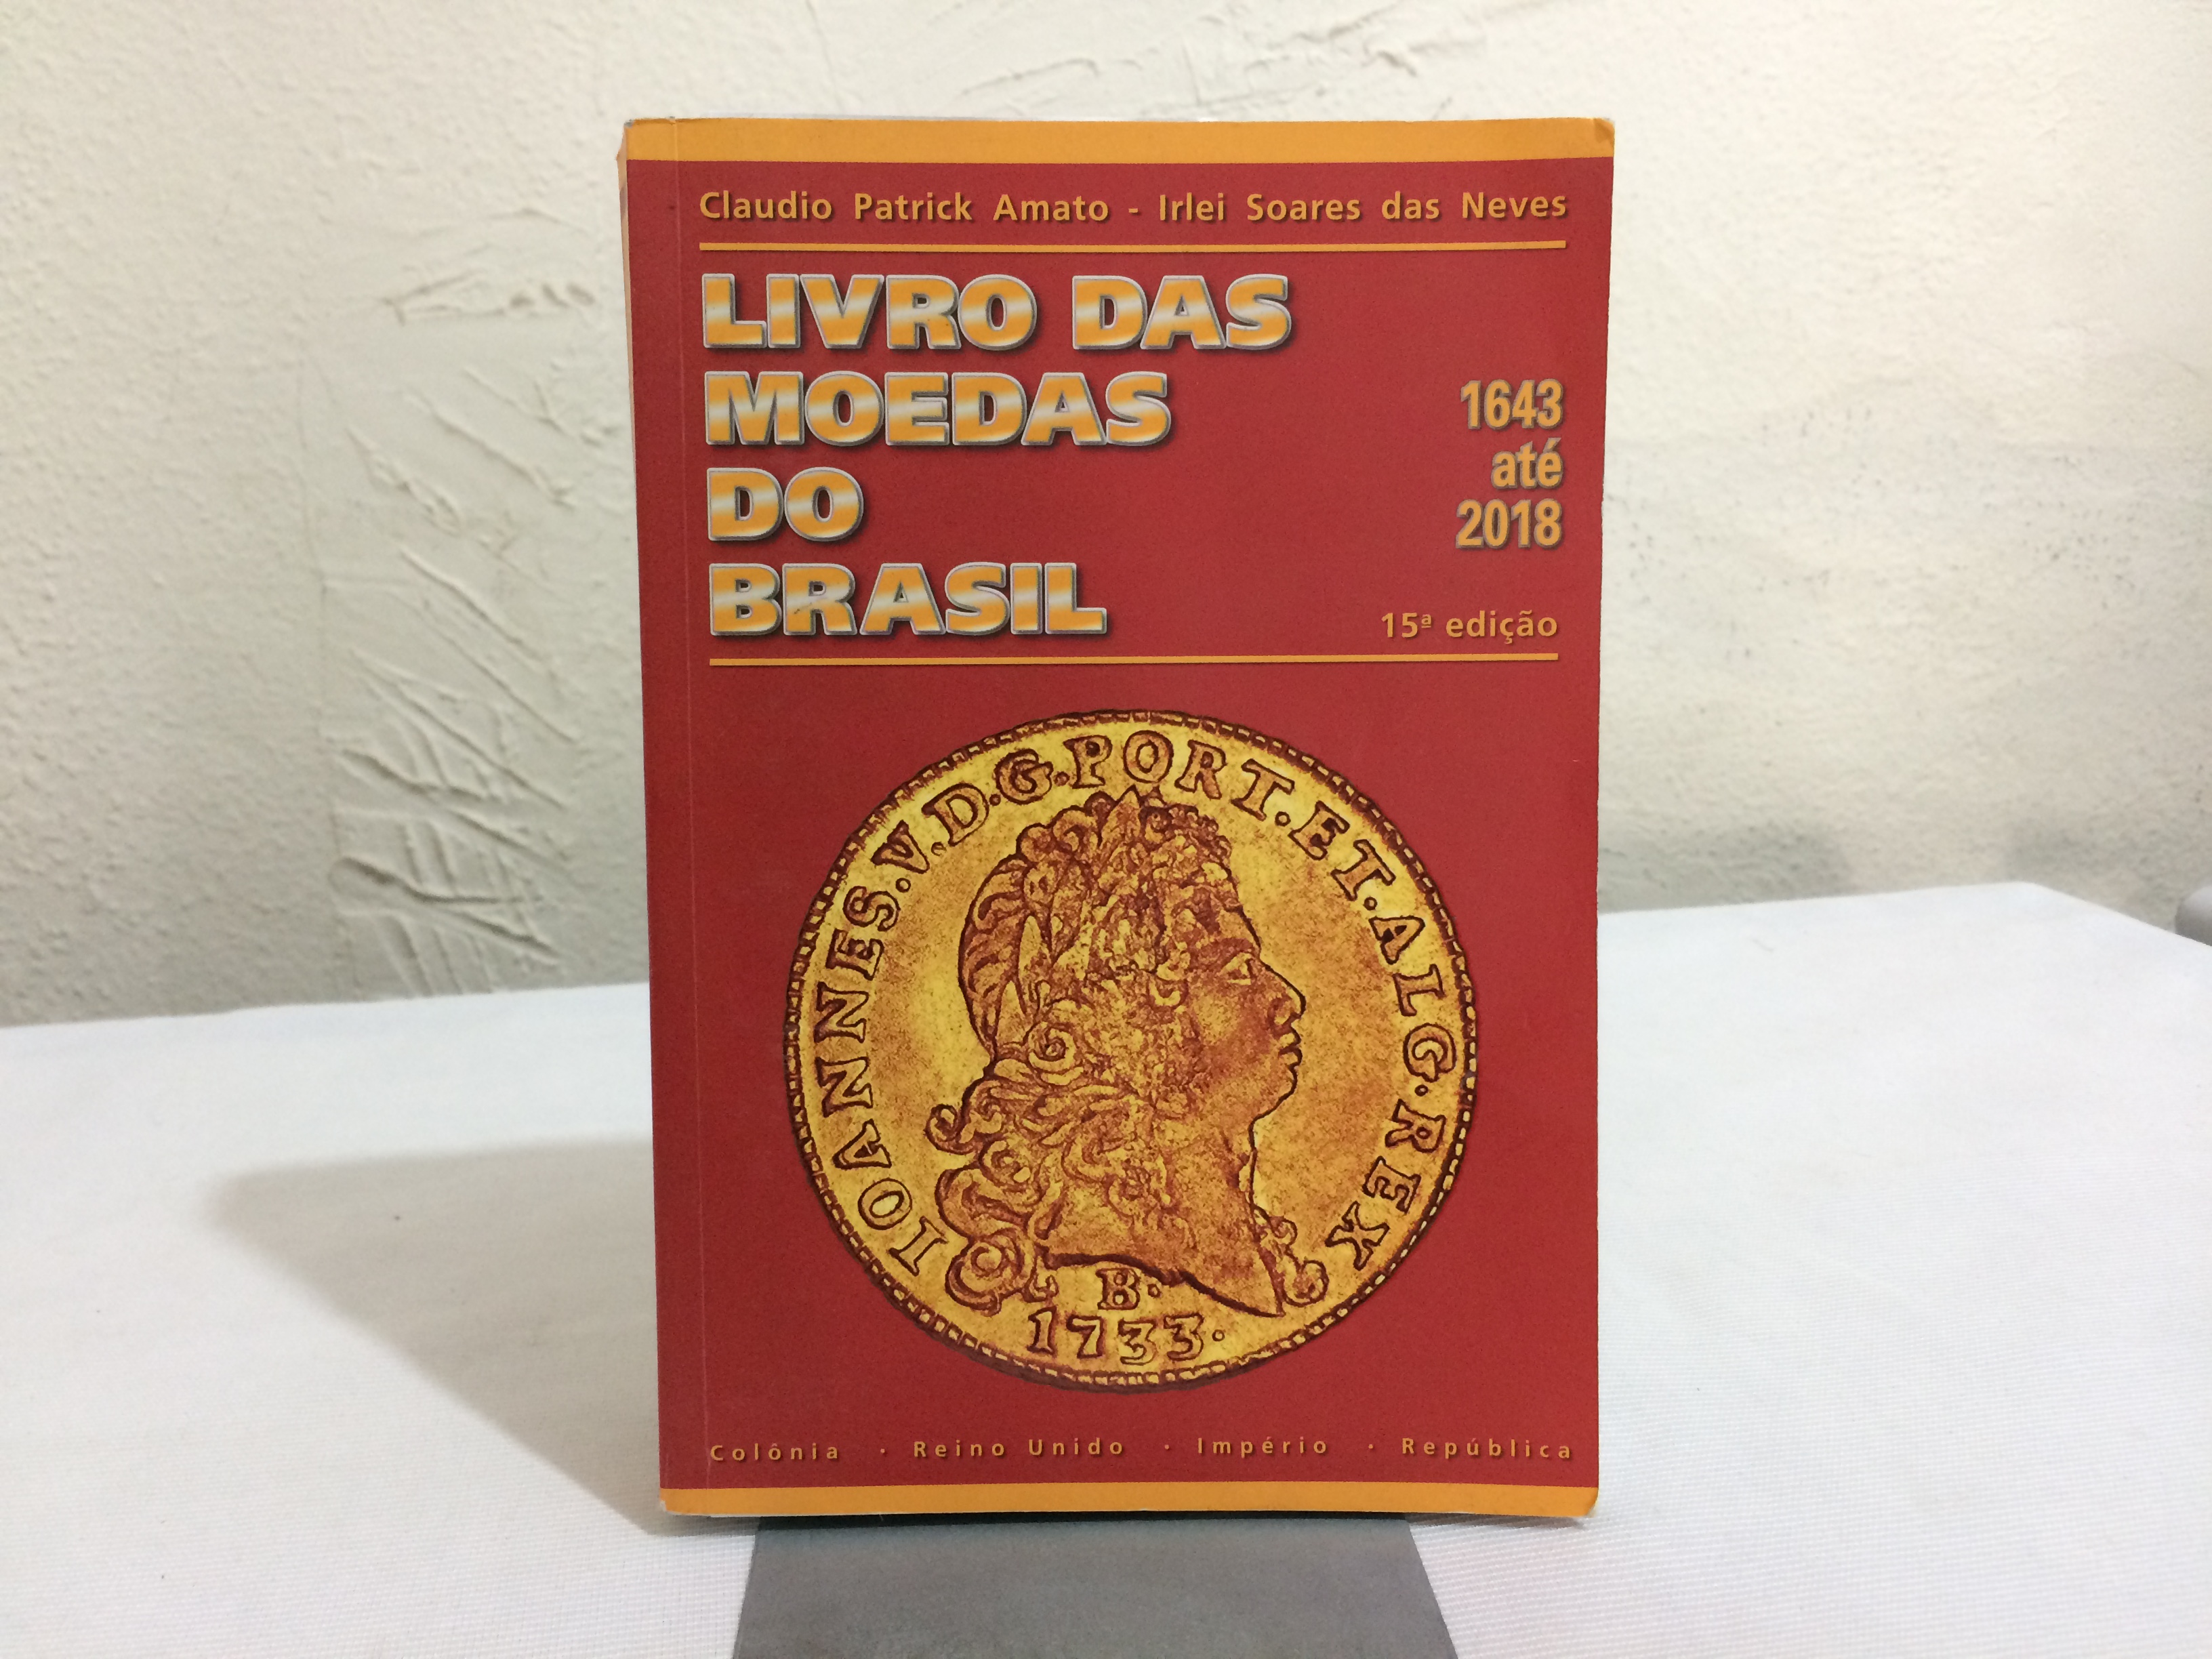 Claudio Patrick Amato - Irlei Soares das Neves
LIVRO DAS
MOEDAS
DO
BRASIL
1643
até
2018
15ª edição
IOANNES.V.D.G.PORT.ET.ALG.REX
B.
1733.
Colônia · Reino Unido · Império · República